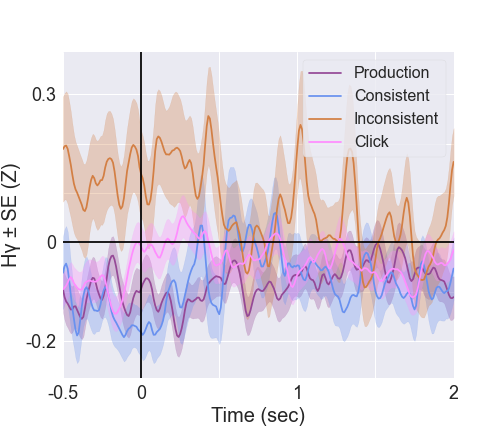 Production
Consistent
Inconsistent
Click
0.3
0
-0.2
Hγ ± SE (Z)
-0.5
0
1
2
Time (sec)